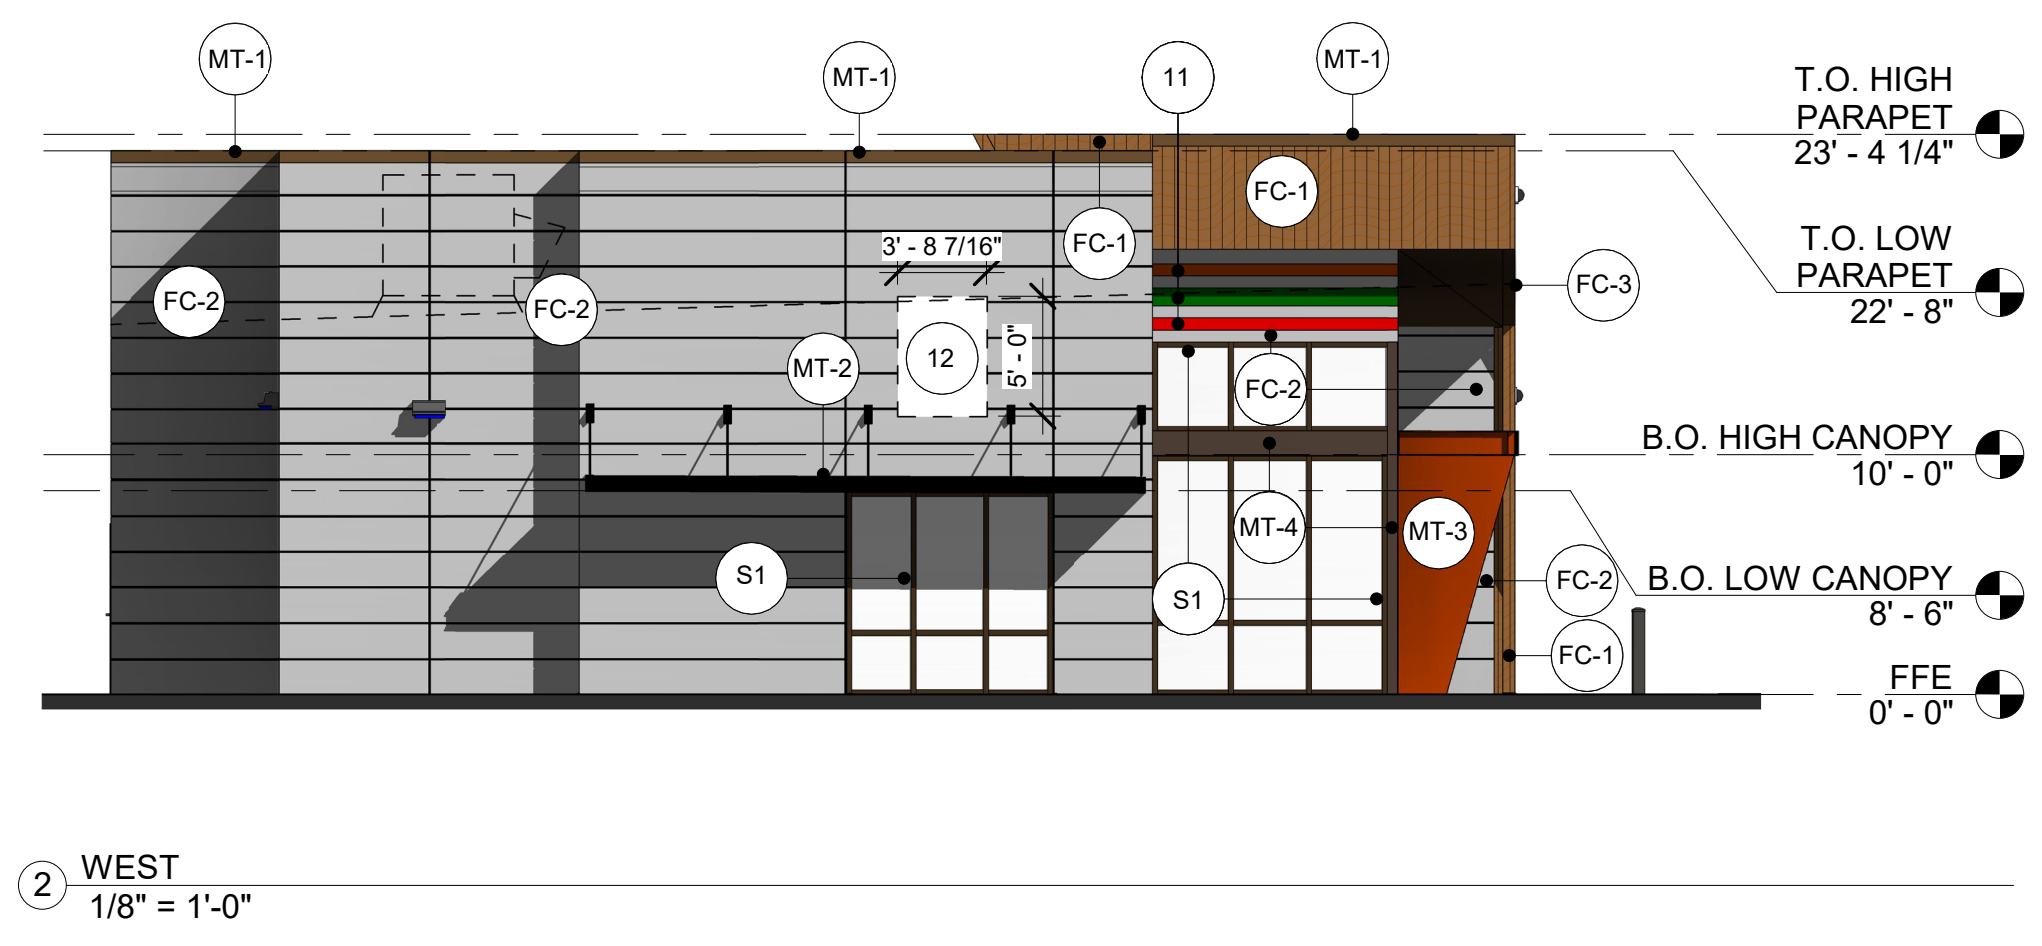 MT-1
MT-1
11
MT-1
T.O. HIGH
PARAPET
23' - 4 1/4"
FC-1
FC-1
3' - 8 7/16"
T.O. LOW
PARAPET
22' - 8"
FC-2
FC-2
FC-3
12
5' - 0"
MT-2
FC-2
B.O. HIGH CANOPY
10' - 0"
MT-4
MT-3
S1
S1
FC-2
B.O. LOW CANOPY
8' - 6"
FC-1
FFE
0' - 0"
2
WEST
1/8" = 1'-0"